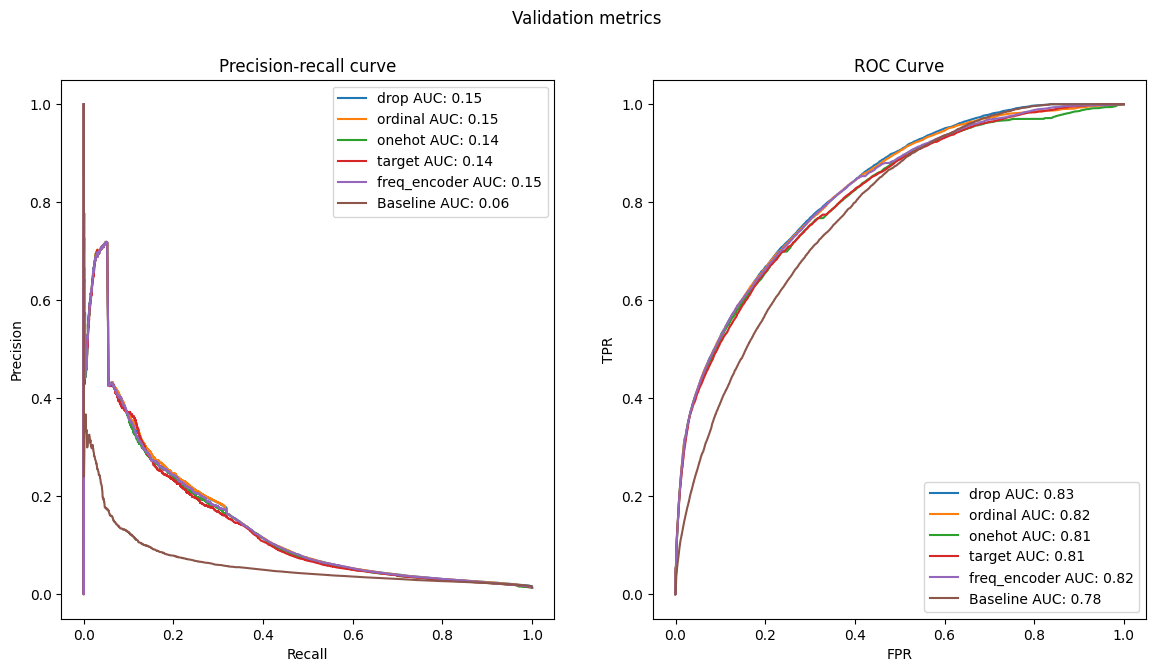 Validation metrics
Precision-recall curve
1.0
0.8
0.6
0.4
0.2
0.0
Precision
0.0 0.2 0.4 0.6 0.8 1.0
Recall
drop AUC: 0.15
ordinal AUC: 0.15
onehot AUC: 0.14
target AUC: 0.14
freq_encoder AUC: 0.15
Baseline AUC: 0.06
ROC Curve
1.0
0.8
0.6
0.4
0.2
0.0
TPR
0.0 0.2 0.4 0.6 0.8 1.0
FPR
drop AUC: 0.83
ordinal AUC: 0.82
onehot AUC: 0.81
target AUC: 0.81
freq_encoder AUC: 0.82
Baseline AUC: 0.78